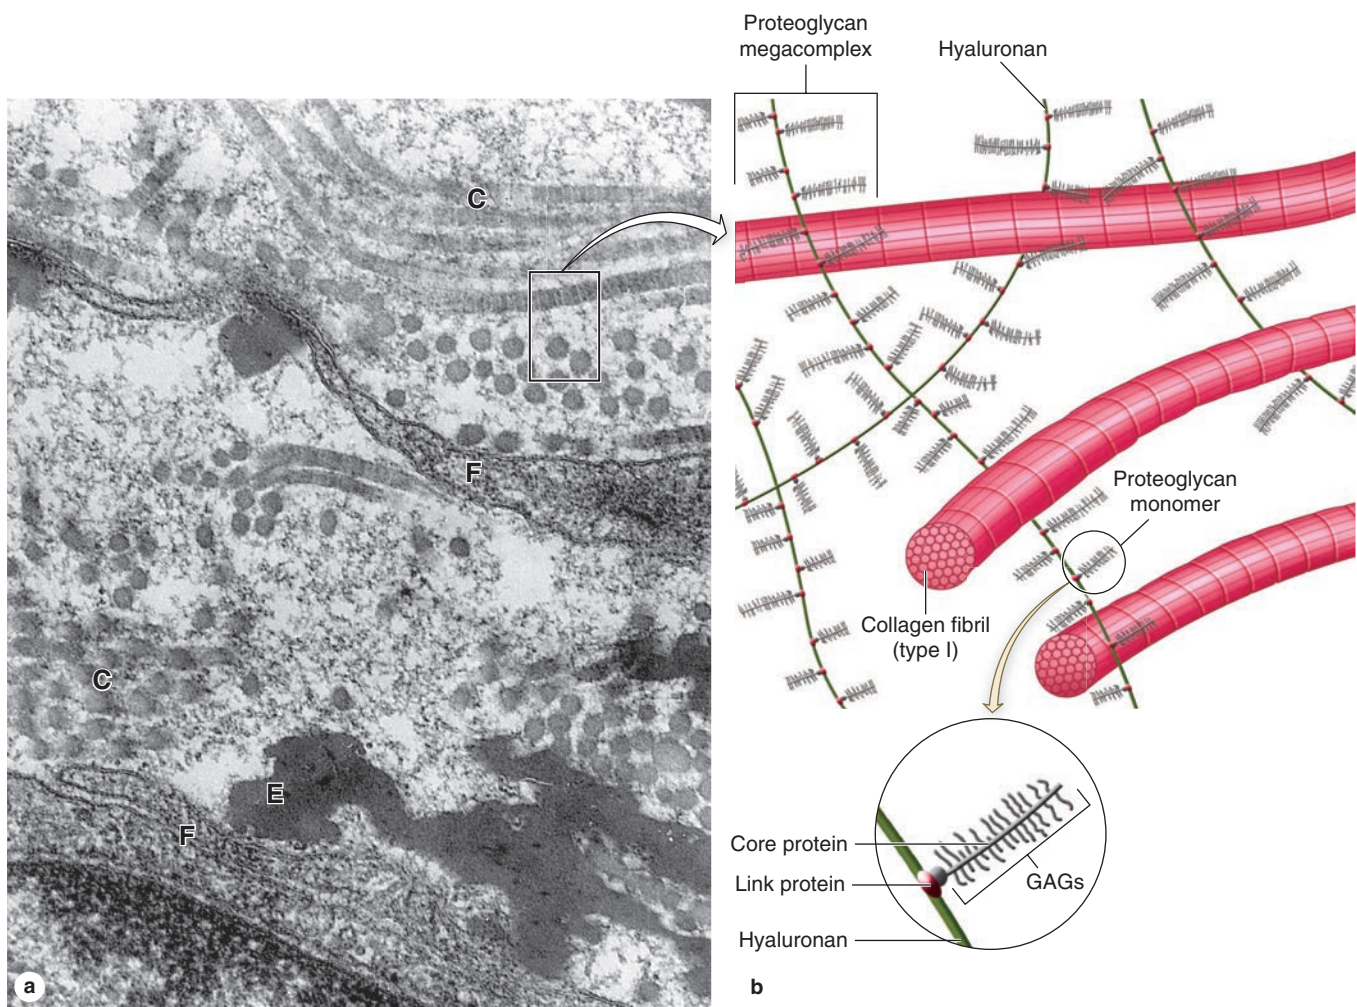 Proteoglycan
megacomplex
Hyaluronan
C
F
C
E
F
a
Proteoglycan
monomer
Collagen fibril
(type I)
Core protein
Link protein
GAGs
Hyaluronan
b